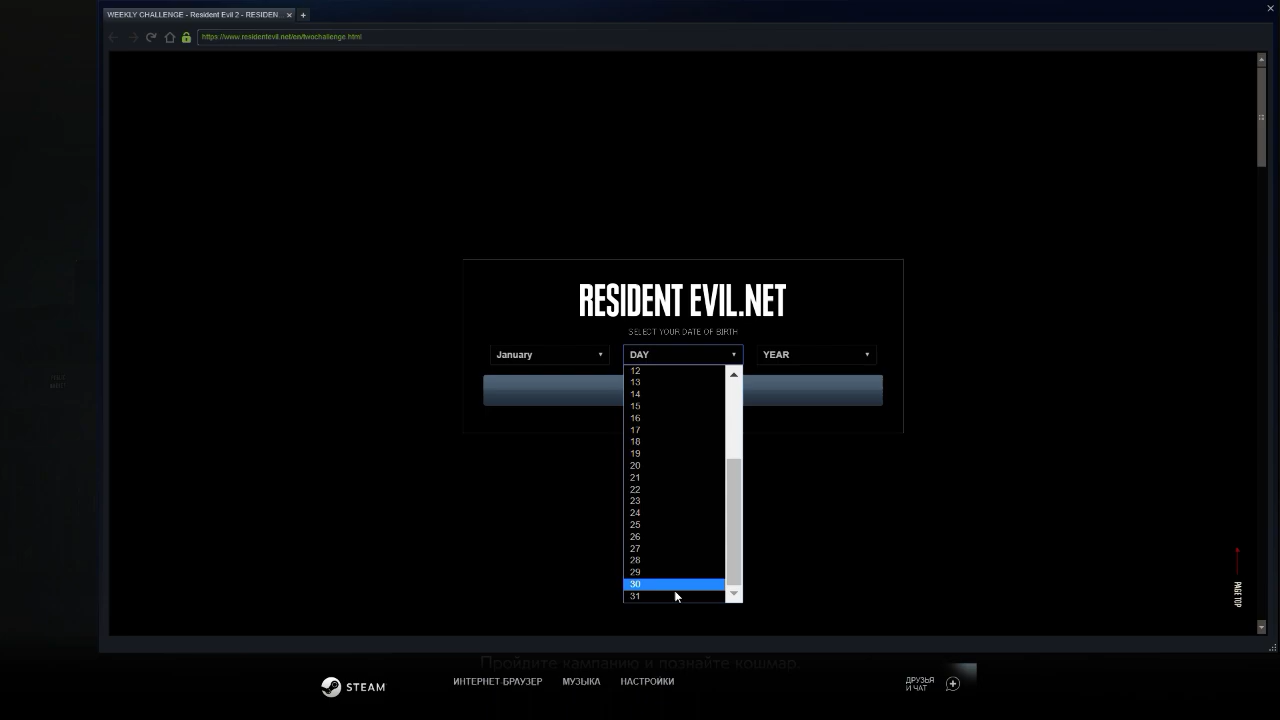 WEEKLY CHALLENGE - Resident Evil 2 - RESIDEN...
https://www.residentevil.net/en/twochallenge.html
RESIDENT EVIL.NET
SELECT YOUR DATE OF BIRTH
January DAY YEAR
12
13
14
15
16
17
18
19
20
21
22
23
24
25
26
27
28
29
30
31
PAGE TOP
Пройдите кампанию и познайте кошмар
STEAM ИНТЕРНЕТ-БРАУЗЕР МУЗЫКА НАСТРОЙКИ
ДРУЗЬЯ
И ЧАТ